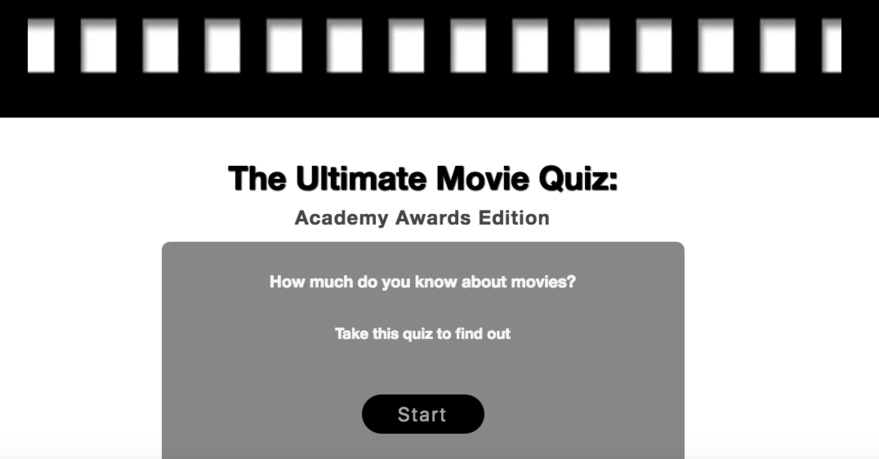 The Ultimate Movie Quiz:
Academy Awards Edition
How much do you know about movies?
Take this quiz to find out
Start